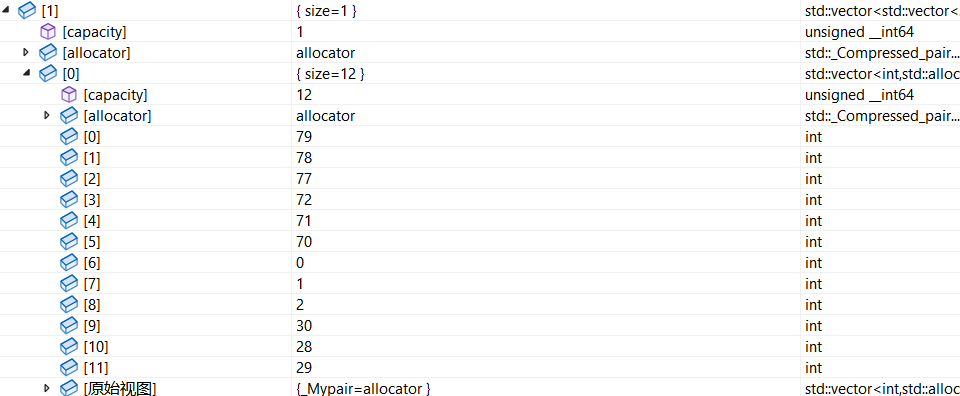 [1] { size=1 } std::vector<std::vector<
[capacity] 1 unsigned __int64
[allocator] allocator std::_Compressed_pair...
[0] { size=12 } std::vector<int,std::alloc
[capacity] 12 unsigned __int64
[allocator] allocator std::_Compressed_pair...
[0] 79 int
[1] 78 int
[2] 77 int
[3] 72 int
[4] 71 int
[5] 70 int
[6] 0 int
[7] 1 int
[8] 2 int
[9] 30 int
[10] 28 int
[11] 29 int
[原始视图] {_Mypair=allocator } std::vector<int,std::alloc